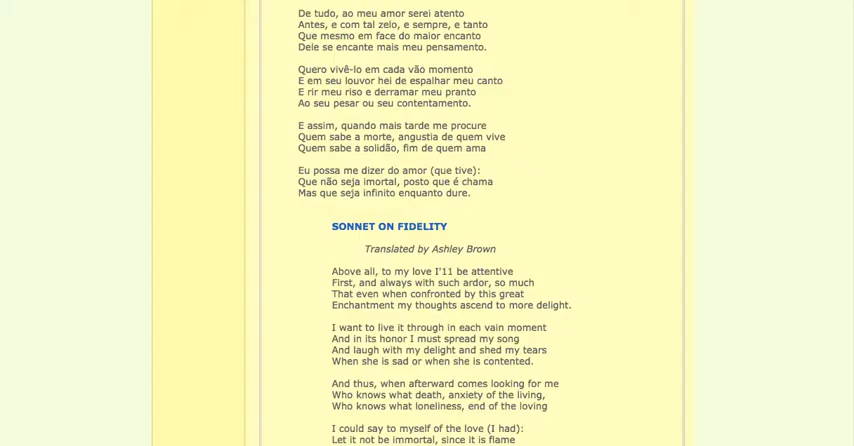 De tudo, ao meu amor serei atento
Antes, e com tal zelo, e sempre, e tanto
Que mesmo em face do maior encanto
Dele se encante mais meu pensamento.
Quero vivê-lo em cada vão momento
E em seu louvor hei de espalhar meu canto
E rir meu riso e derramar meu pranto
Ao seu pesar ou seu contentamento.
E assim, quando mais tarde me procure
Quem sabe a morte, angustia de quem vive
Quem sabe a solidão, fim de quem ama
Eu possa me dizer do amor (que tive):
Que não seja imortal, posto que é chama
Mas que seja infinito enquanto dure.
SONNET ON FIDELITY
Translated by Ashley Brown
Above all, to my love I'11 be attentive
First, and always with such ardor, so much
That even when confronted by this great
Enchantment my thoughts ascend to more delight.
I want to live it through in each vain moment
And in its honor I must spread my song
And laugh with my delight and shed my tears
When she is sad or when she is contented.
And thus, when afterward comes looking for me
Who knows what death, anxiety of the living,
Who knows what loneliness, end of the loving
I could say to myself of the love (I had):
Let it not be immortal, since it is flame